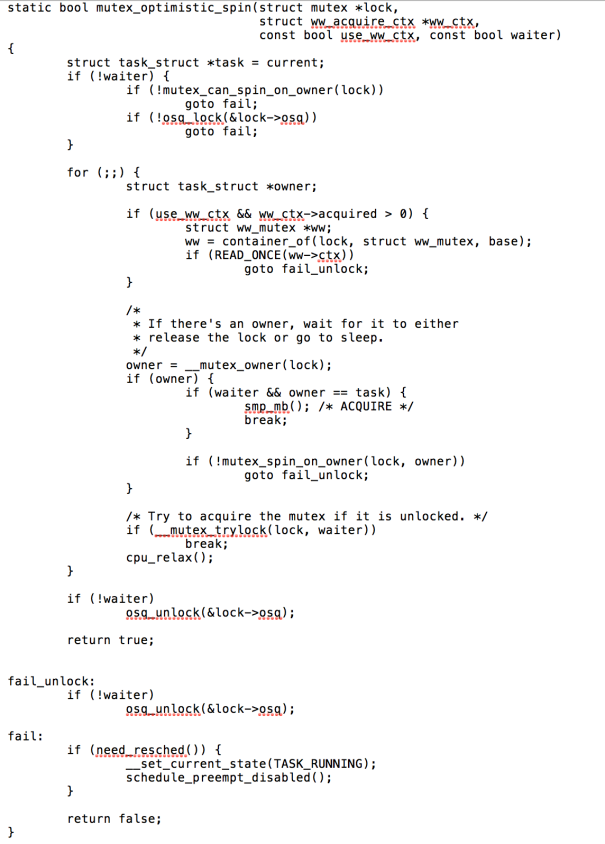 static bool mutex_optimistic_spin(struct mutex *lock,
struct ww_acquire_ctx *ww_ctx,
const bool use_ww_ctx, const bool waiter)
{
struct task_struct *task = current;
if (!waiter) {
if (!mutex_can_spin_on_owner(lock))
goto fail;
if (!osq_lock(&lock->osq))
goto fail;
}
for (;;) {
struct task_struct *owner;
if (use_ww_ctx && ww_ctx->acquired > 0) {
struct ww_mutex *ww;
ww = container_of(lock, struct ww_mutex, base);
if (READ_ONCE(ww->ctx))
goto fail_unlock;
}
/*
* If there's an owner, wait for it to either
* release the lock or go to sleep.
*/
owner = __mutex_owner(lock);
if (owner) {
if (waiter && owner == task) {
smp_mb(); /* ACQUIRE */
break;
}
if (!mutex_spin_on_owner(lock, owner))
goto fail_unlock;
}
/* Try to acquire the mutex if it is unlocked. */
if (__mutex_trylock(lock, waiter))
break;
cpu_relax();
}
if (!waiter)
osq_unlock(&lock->osq);
return true;
fail_unlock:
if (!waiter)
osq_unlock(&lock->osq);
fail:
if (need_resched()) {
__set_current_state(TASK_RUNNING);
schedule_preempt_disabled();
}
return false;
}